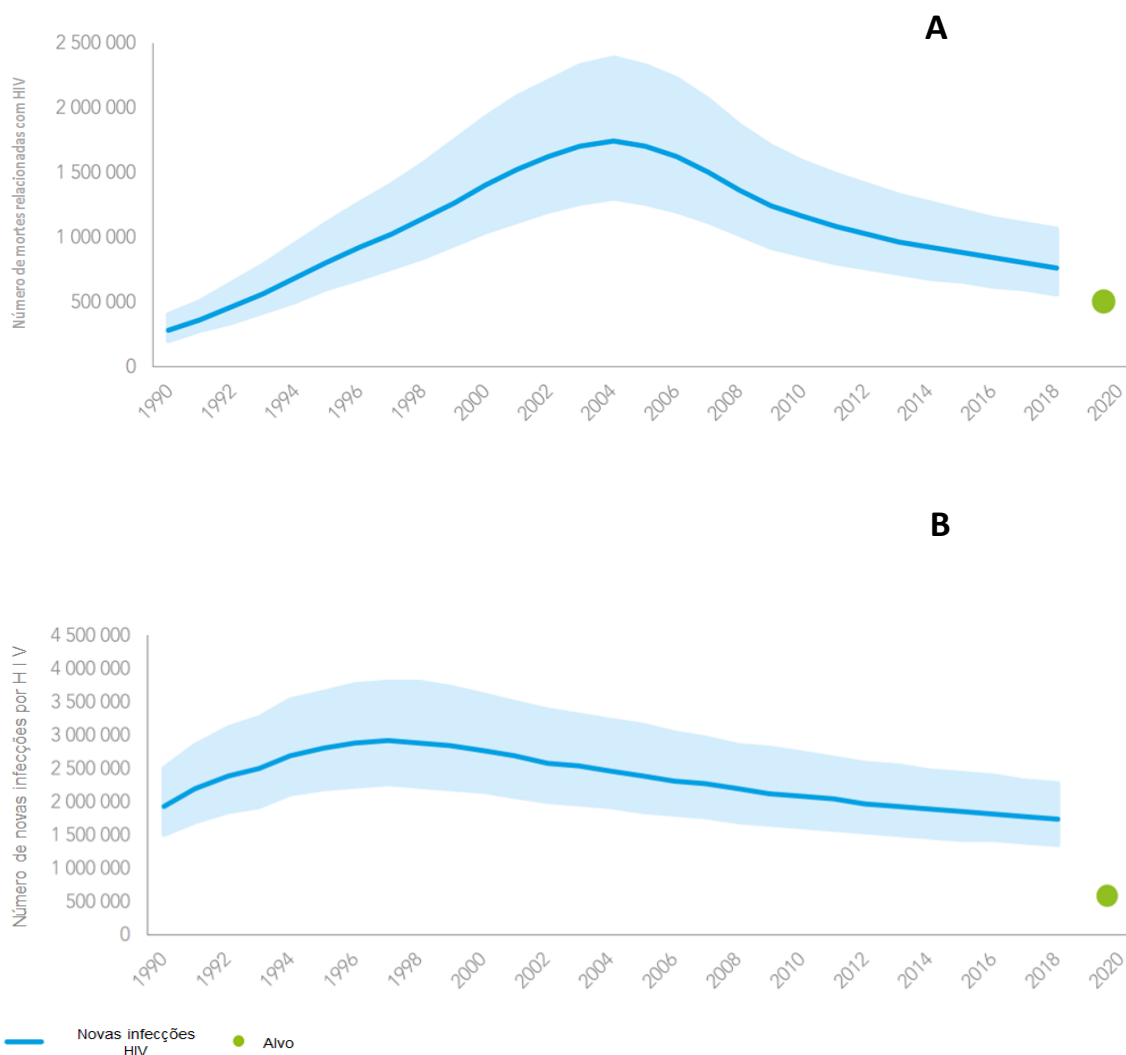 A
Número de mortes relacionadas com HIV
2 500 000
2 000 000
1 500 000
1 000 000
500 000
0
1990
1992
1994
1996
1998
2000
2002
2004
2006
2008
2010
2012
2014
2016
2018
2020
B
Número de novas infecções por H I V
4 500 000
4 000 000
3 500 000
3 000 000
2 500 000
2 000 000
1 500 000
1 000 000
500 000
0
1990
1992
1994
1996
1998
2000
2002
2004
2006
2008
2010
2012
2014
2016
2018
2020
Novas infecções
HIV
Alvo